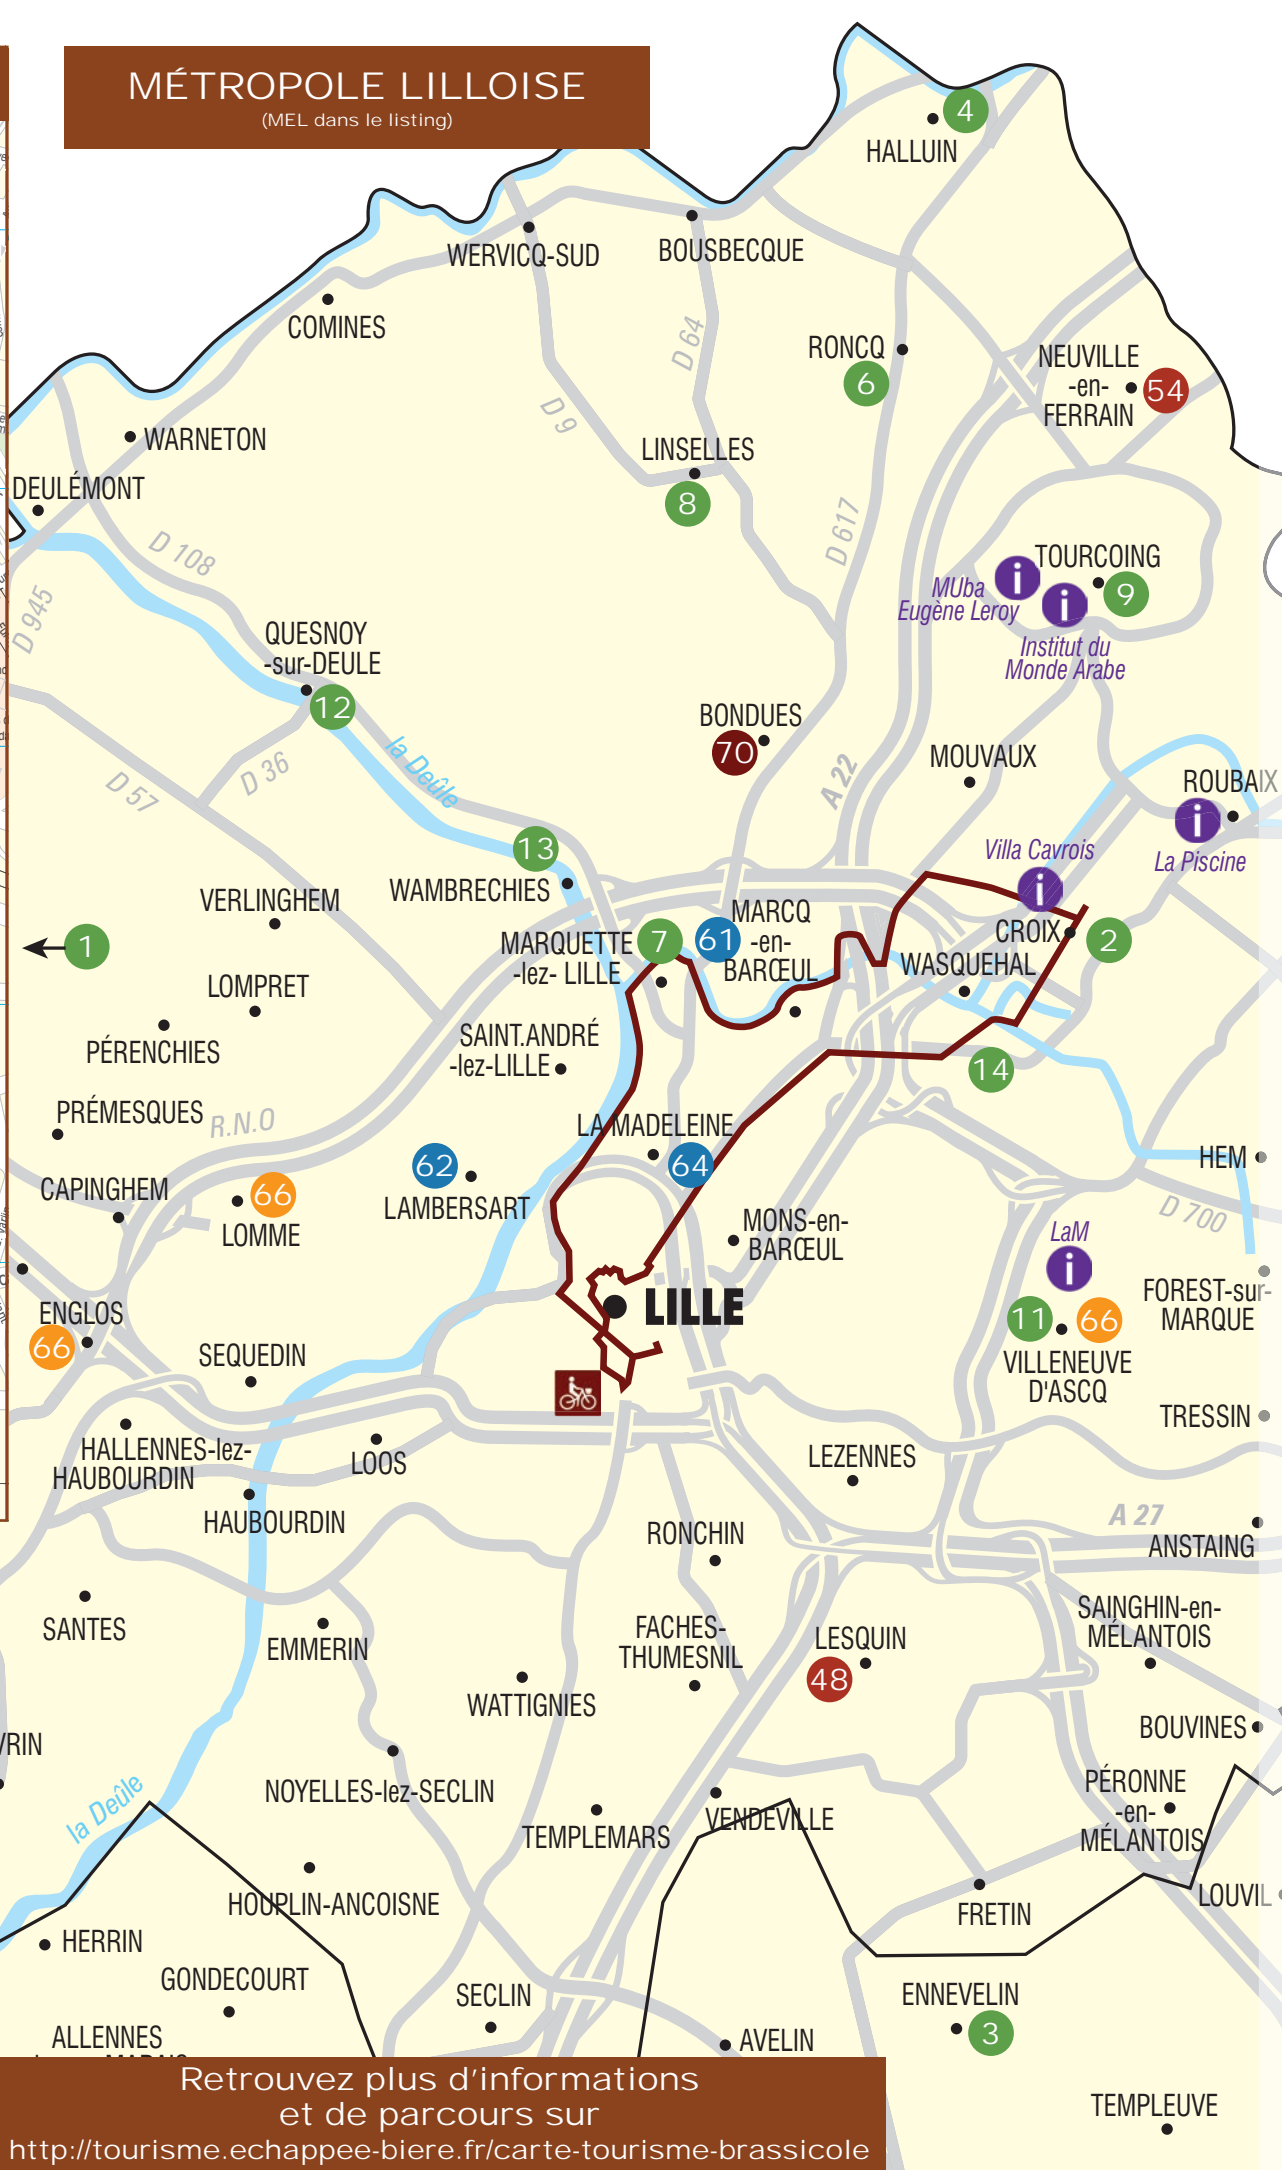 MÉTROPOLE LILLOISE
(MEL dans le listing)
4
HALLUIN
WERVICQ-SUD
BOUSBECQUE
COMINES
D 64
RONCQ
6
NEUVILLE
-en-
FERRAIN
54
D 9
WARNETON
LINSELLES
8
DEULÉMONT
D 617
D 108
TOURCOING
MUba
Eugène Leroy
i
i
9
Institut du
Monde Arabe
D 945
QUESNOY
-sur-DEULE
12
BONDUES
70
la Deûle
D 36
D 57
A 22
MOUVAUX
ROUBAIX
i
La Piscine
Villa Cavrois
i
13
WAMBRECHIES
VERLINGHEM
1
MARQUETTE
-lez- LILLE
7
61
MARCQ
-en-
BARŒUL
CROIX
2
WASQUEHAL
LOMPRET
PÉRENCHIES
SAINT.ANDRÉ
-lez-LILLE
14
PRÉMESQUES
R.N.O
LA MADELEINE
64
62
LAMBERSART
HEM
CAPINGHEM
66
LOMME
D 700
MONS-en-
BARŒUL
LaM
i
FOREST-sur-
MARQUE
LILLE
ENGLOS
66
11
66
VILLENEUVE
D'ASCQ
SEQUEDIN
TRESSIN
HALLENNES-lez-
HAUBOURDIN
LOOS
LEZENNES
HAUBOURDIN
A 27
RONCHIN
ANSTAING
SANTES
EMMERIN
FACHES-
THUMESNIL
LESQUIN
48
SAINGHIN-en-
MÉLANTOIS
WATTIGNIES
BOUVINES
VRIN
la Deûle
NOYELLES-lez-SECLIN
PÉRONNE
-en-
MÉLANTOIS
TEMPLEMARS
VENDEVILLE
HOUPLIN-ANCOISNE
LOUVIL
FRETIN
HERRIN
GONDECOURT
SECLIN
ENNEVELIN
3
ALLENNES
AVELIN
TEMPLEUVE
Retrouvez plus d'informations
et de parcours sur
http://tourisme.echappee-biere.fr/carte-tourisme-brassicole